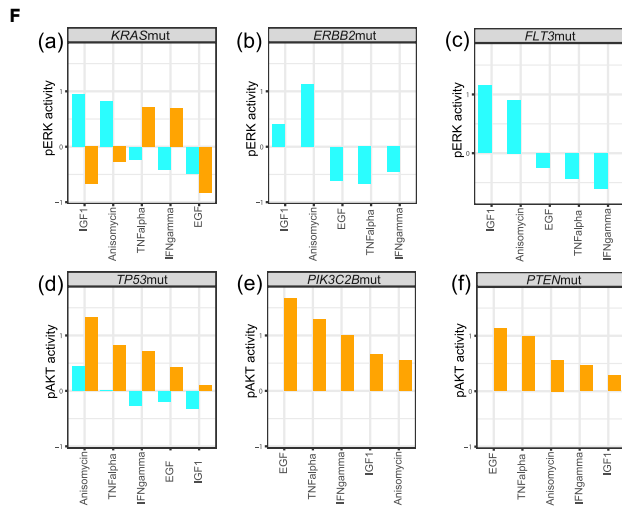 F
(a) KRASmut
pERK activity
1
0
−1
IGF1
Anisomycin
TNFalpha
IFNgamma
EGF
(b) ERBB2mut
pERK activity
IGF1
Anisomycin
EGF
TNFalpha
IFNgamma
(c) FLT3mut
pERK activity
1
0
−1
IGF1
Anisomycin
EGF
TNFalpha
IFNgamma
(d) TP53mut
pAKT activity
1
0
−1
Anisomycin
TNFalpha
IFNgamma
EGF
IGF1
(e) PIK3C2Bmut
pAKT activity
1
0
−1
EGF
TNFalpha
IFNgamma
IGF1
Anisomycin
(f) PTENmut
pAKT activity
1
0
−1
EGF
TNFalpha
Anisomycin
IFNgamma
IGF1